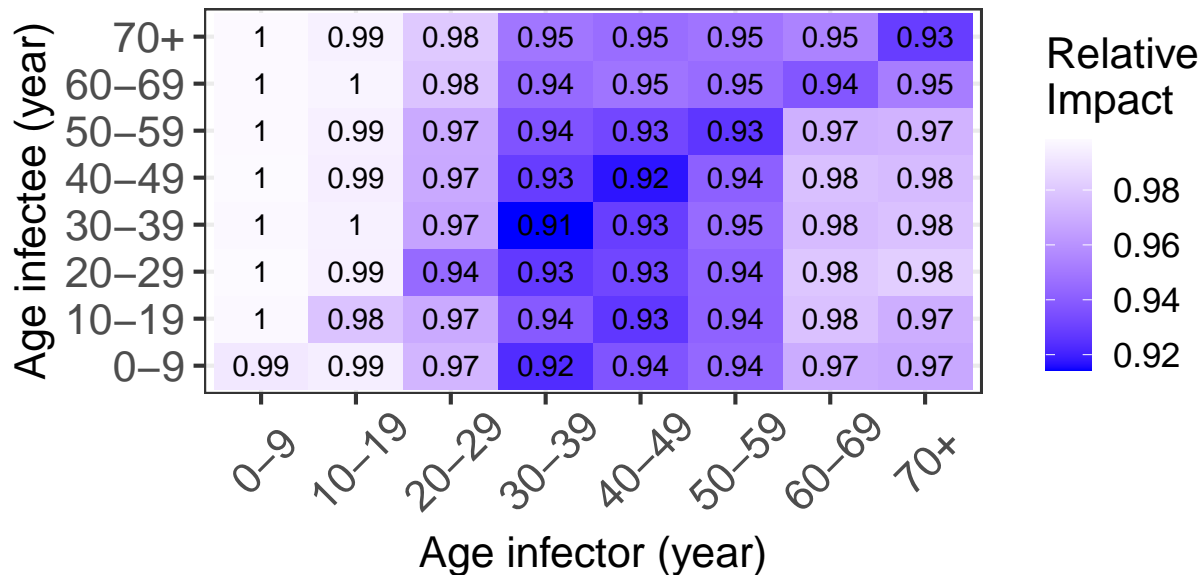 70+ 1 0.99 0.98 0.95 0.95 0.95 0.95 0.93
60−69 1 1 0.98 0.94 0.95 0.95 0.94 0.95
50−59 1 0.99 0.97 0.94 0.93 0.93 0.97 0.97
40−49 1 0.99 0.97 0.93 0.92 0.94 0.98 0.98
30−39 1 1 0.97 0.91 0.93 0.95 0.98 0.98
20−29 1 0.99 0.94 0.93 0.93 0.94 0.98 0.98
10−19 1 0.98 0.97 0.94 0.93 0.94 0.98 0.97
0−9 0.99 0.99 0.97 0.92 0.94 0.94 0.97 0.97
0−9 10−19 20−29 30−39 40−49 50−59 60−69 70+
Age infector (year)
Age infectee (year)
Relative
Impact
0.98
0.96
0.94
0.92